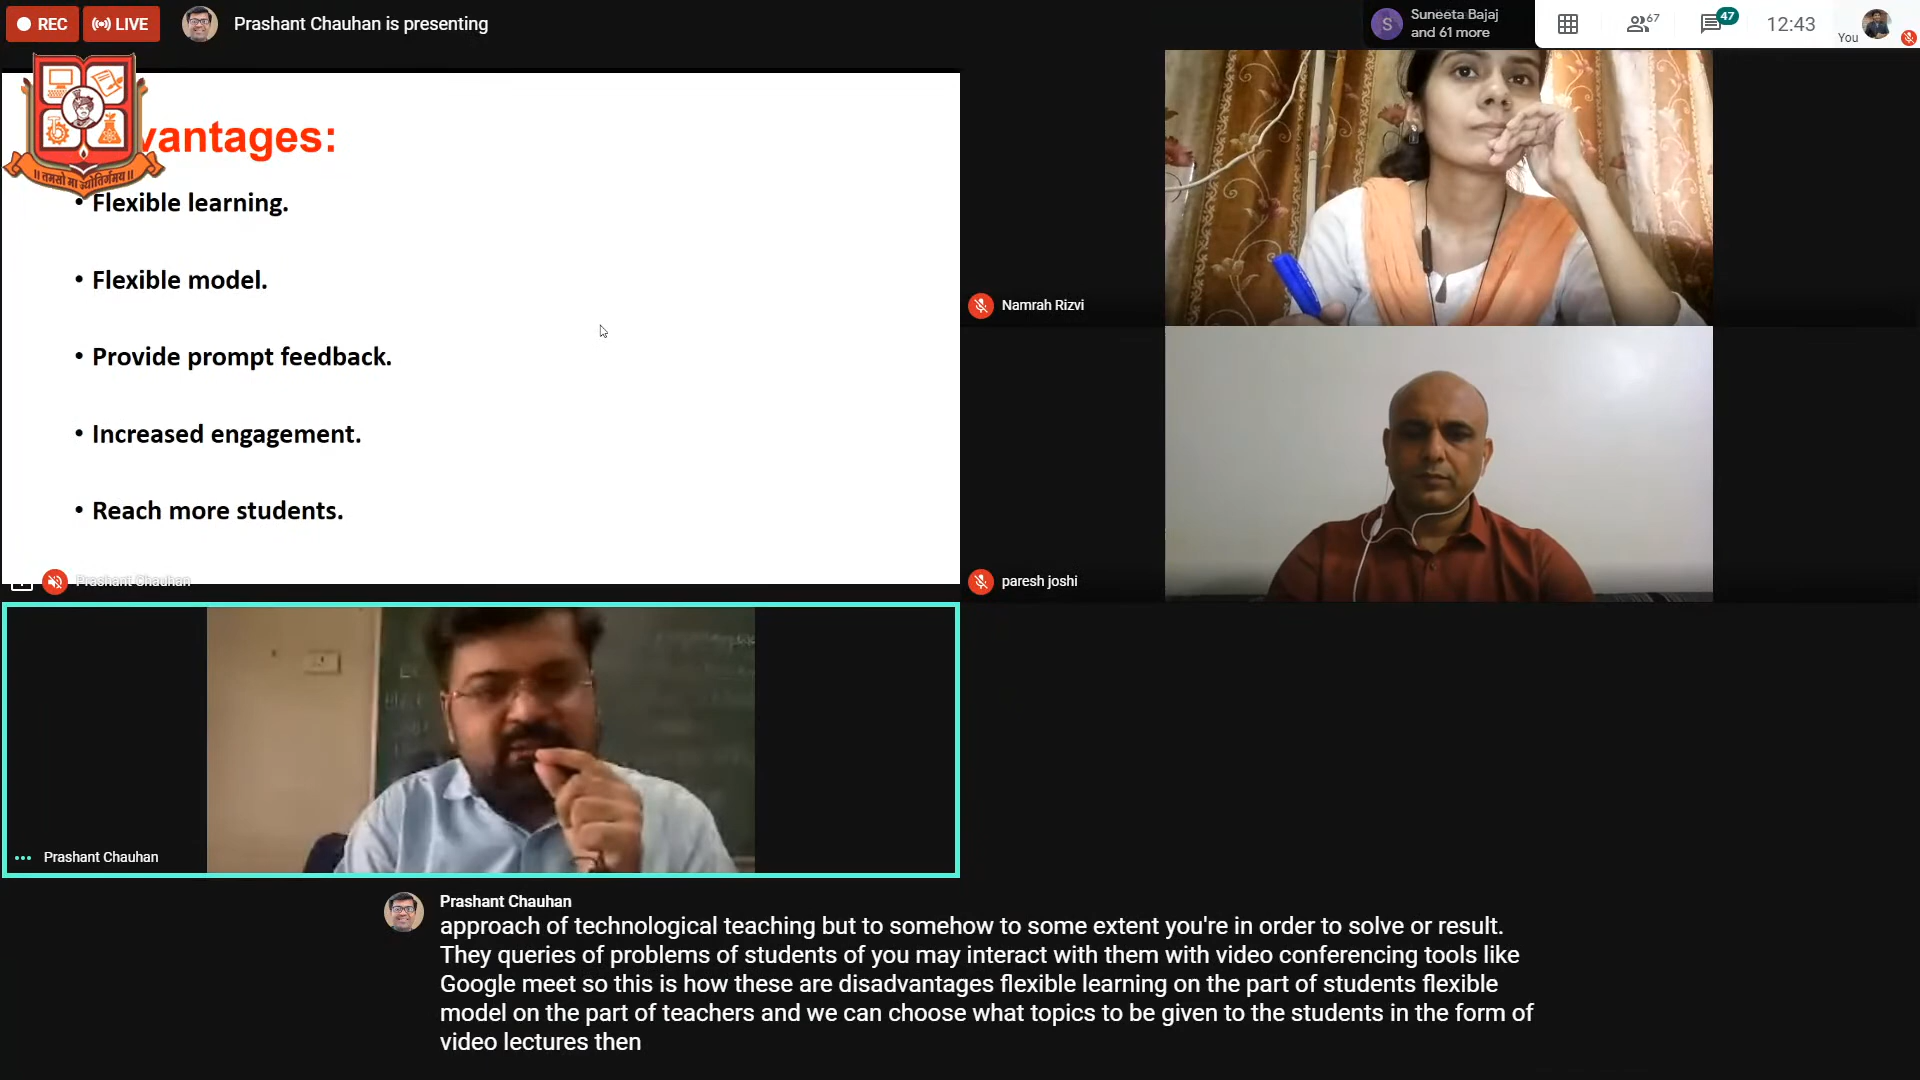 REC
LIVE
Prashant Chauhan is presenting
Suneeta Bajaj
and 61 more
S
67
47
12:43
You
vantages:
|| तमसो मा ज्योतिर्गमय ||
• Flexible learning.
• Flexible model.
• Provide prompt feedback.
• Increased engagement.
• Reach more students.
Prashant Chauhan
Namrah Rizvi
paresh joshi
Prashant Chauhan
Prashant Chauhan
approach of technological teaching but to somehow to some extent you're in order to solve or result.
They queries of problems of students of you may interact with them with video conferencing tools like
Google meet so this is how these are disadvantages flexible learning on the part of students flexible
model on the part of teachers and we can choose what topics to be given to the students in the form of
video lectures then